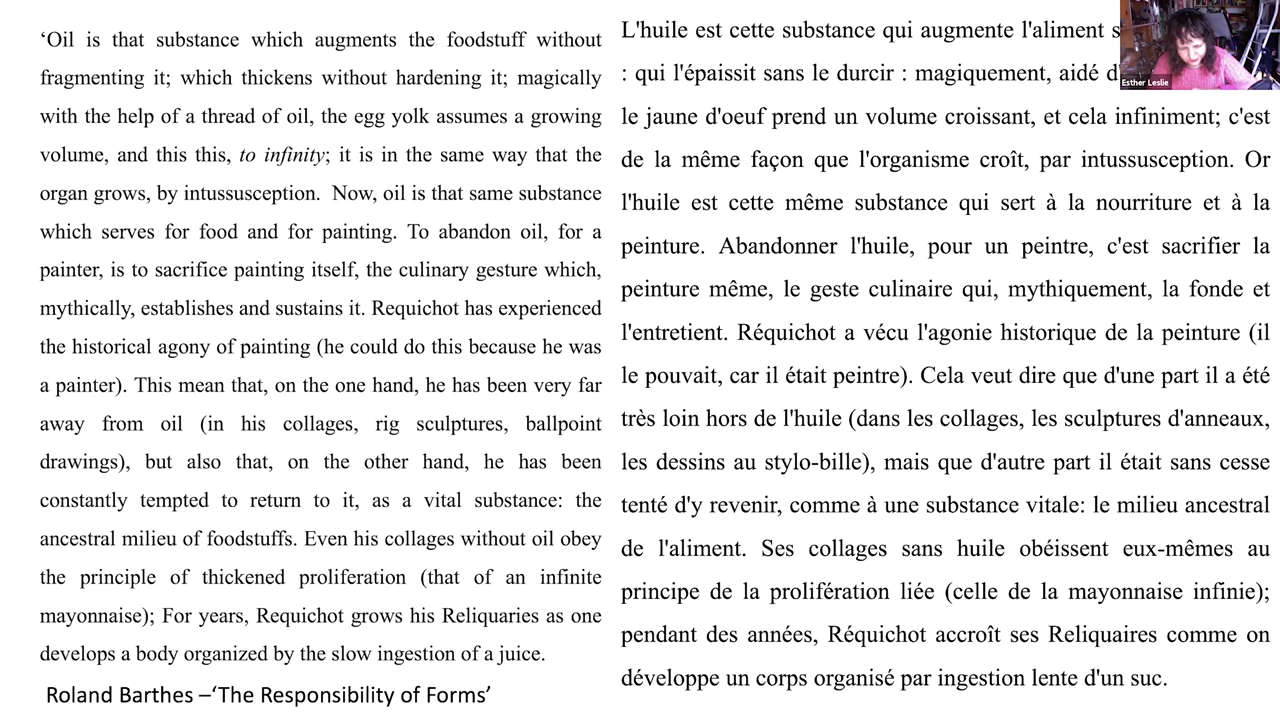 ‘Oil is that substance which augments the foodstuff without
fragmenting it; which thickens without hardening it; magically
with the help of a thread of oil, the egg yolk assumes a growing
volume, and this this, to infinity; it is in the same way that the
organ grows, by intussusception. Now, oil is that same substance
which serves for food and for painting. To abandon oil, for a
painter, is to sacrifice painting itself, the culinary gesture which,
mythically, establishes and sustains it. Requichot has experienced
the historical agony of painting (he could do this because he was
a painter). This mean that, on the one hand, he has been very far
away from oil (in his collages, rig sculptures, ballpoint
drawings), but also that, on the other hand, he has been
constantly tempted to return to it, as a vital substance: the
ancestral milieu of foodstuffs. Even his collages without oil obey
the principle of thickened proliferation (that of an infinite
mayonnaise); For years, Requichot grows his Reliquaries as one
develops a body organized by the slow ingestion of a juice.
Roland Barthes –‘The Responsibility of Forms’
L'huile est cette substance qui augmente l'aliment
: qui l'épaissit sans le durcir : magiquement, aidé
le jaune d'oeuf prend un volume croissant, et cela infiniment; c'est
de la même façon que l'organisme croît, par intussusception. Or
l'huile est cette même substance qui sert à la nourriture et à la
peinture. Abandonner l'huile, pour un peintre, c'est sacrifier la
peinture même, le geste culinaire qui, mythiquement, la fonde et
l'entretient. Réquichot a vécu l'agonie historique de la peinture (il
le pouvait, car il était peintre). Cela veut dire que d'une part il a été
très loin hors de l'huile (dans les collages, les sculptures d'anneaux,
les dessins au stylo-bille), mais que d'autre part il était sans cesse
tenté d'y revenir, comme à une substance vitale: le milieu ancestral
de l'aliment. Ses collages sans huile obéissent eux-mêmes au
principe de la prolifération liée (celle de la mayonnaise infinie);
pendant des années, Réquichot accroît ses Reliquaires comme on
développe un corps organisé par ingestion lente d'un suc.
Esther Leslie